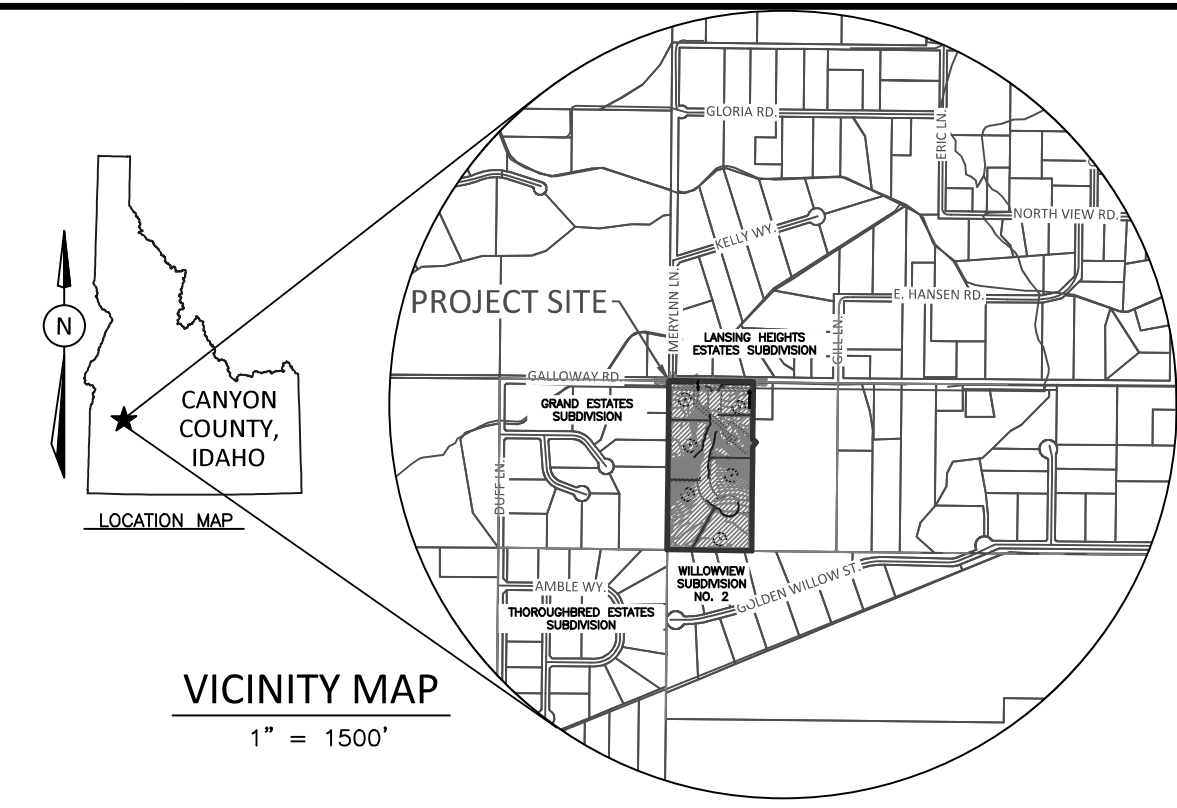 GLORIA RD.
ERIC LN.
NORTH VIEW RD.
KELLY WY.
MERYLNN LN.
E. HANSEN RD.
PROJECT SITE
LANSING HEIGHTS
ESTATES SUBDIVISION
GILL LN.
N
GALLOWAY RD.
GRAND ESTATES
SUBDIVISION
CANYON
COUNTY,
IDAHO
DUFF LN.
LOCATION MAP
WILLOWVIEW
SUBDIVISION
NO. 2
AMBLE WY.
GOLDEN WILLOW ST.
THOROUGHBRED ESTATES
SUBDIVISION
VICINITY MAP
1" = 1500'